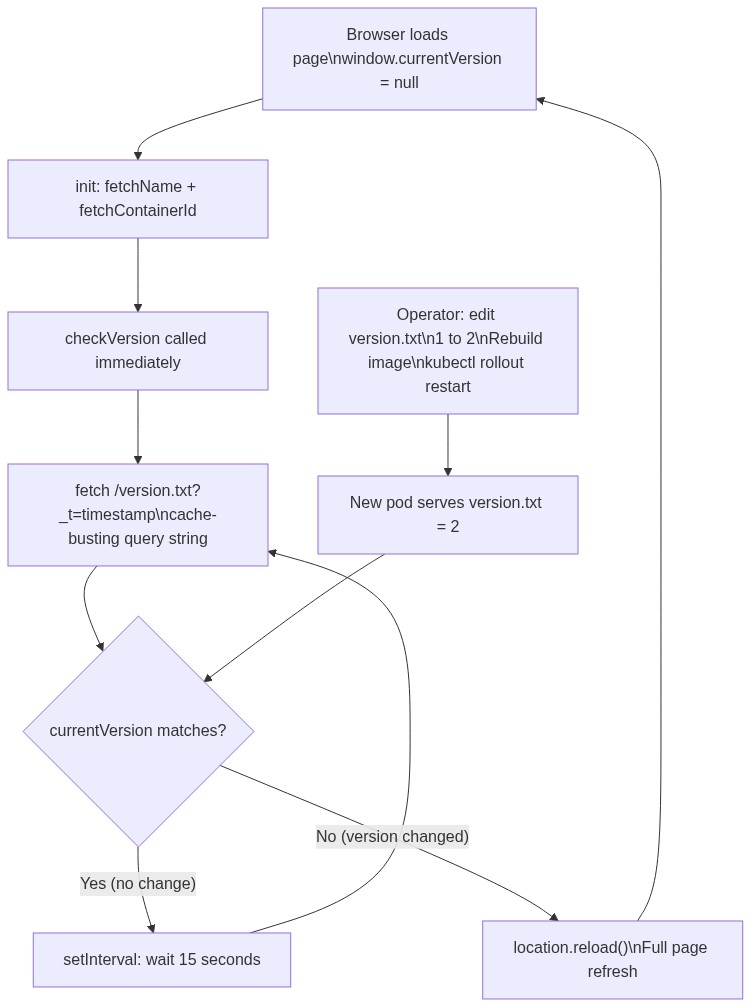 Browser loads
page\nwindow.currentVersion
= null
init: fetchName +
fetchContainerId
checkVersion called
immediately
Operator: edit
version.txt\n1 to 2\nRebuild
image\nkubectl rollout
restart
fetch /version.txt?
_t=timestamp\ncache-
busting query string
New pod serves version.txt
= 2
currentVersion matches?
No (version changed)
Yes (no change)
setInterval: wait 15 seconds
location.reload()\nFull page
refresh